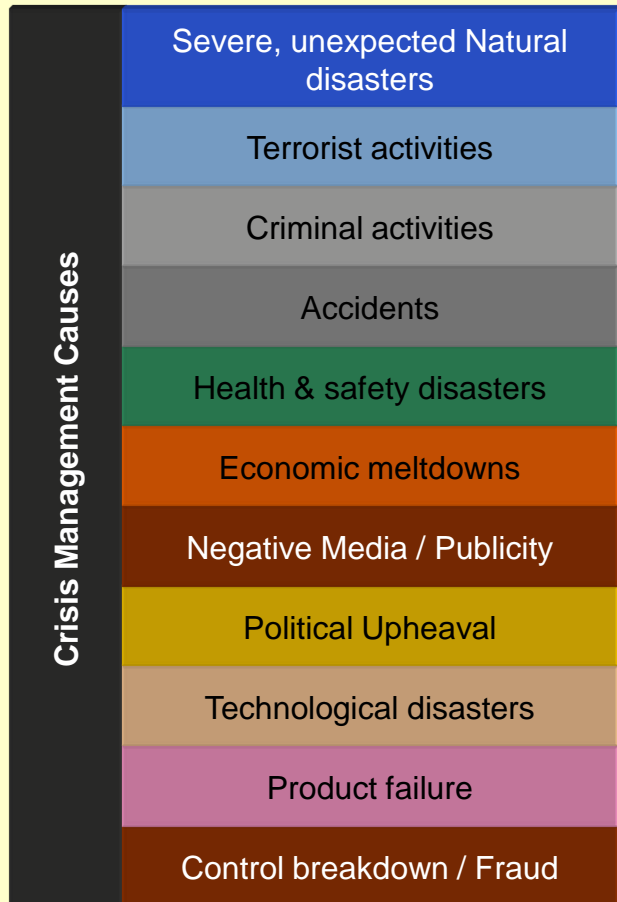 Crisis Management Causes
Severe, unexpected Natural
disasters
Terrorist activities
Criminal activities
Accidents
Health & safety disasters
Economic meltdowns
Negative Media / Publicity
Political Upheaval
Technological disasters
Product failure
Control breakdown / Fraud